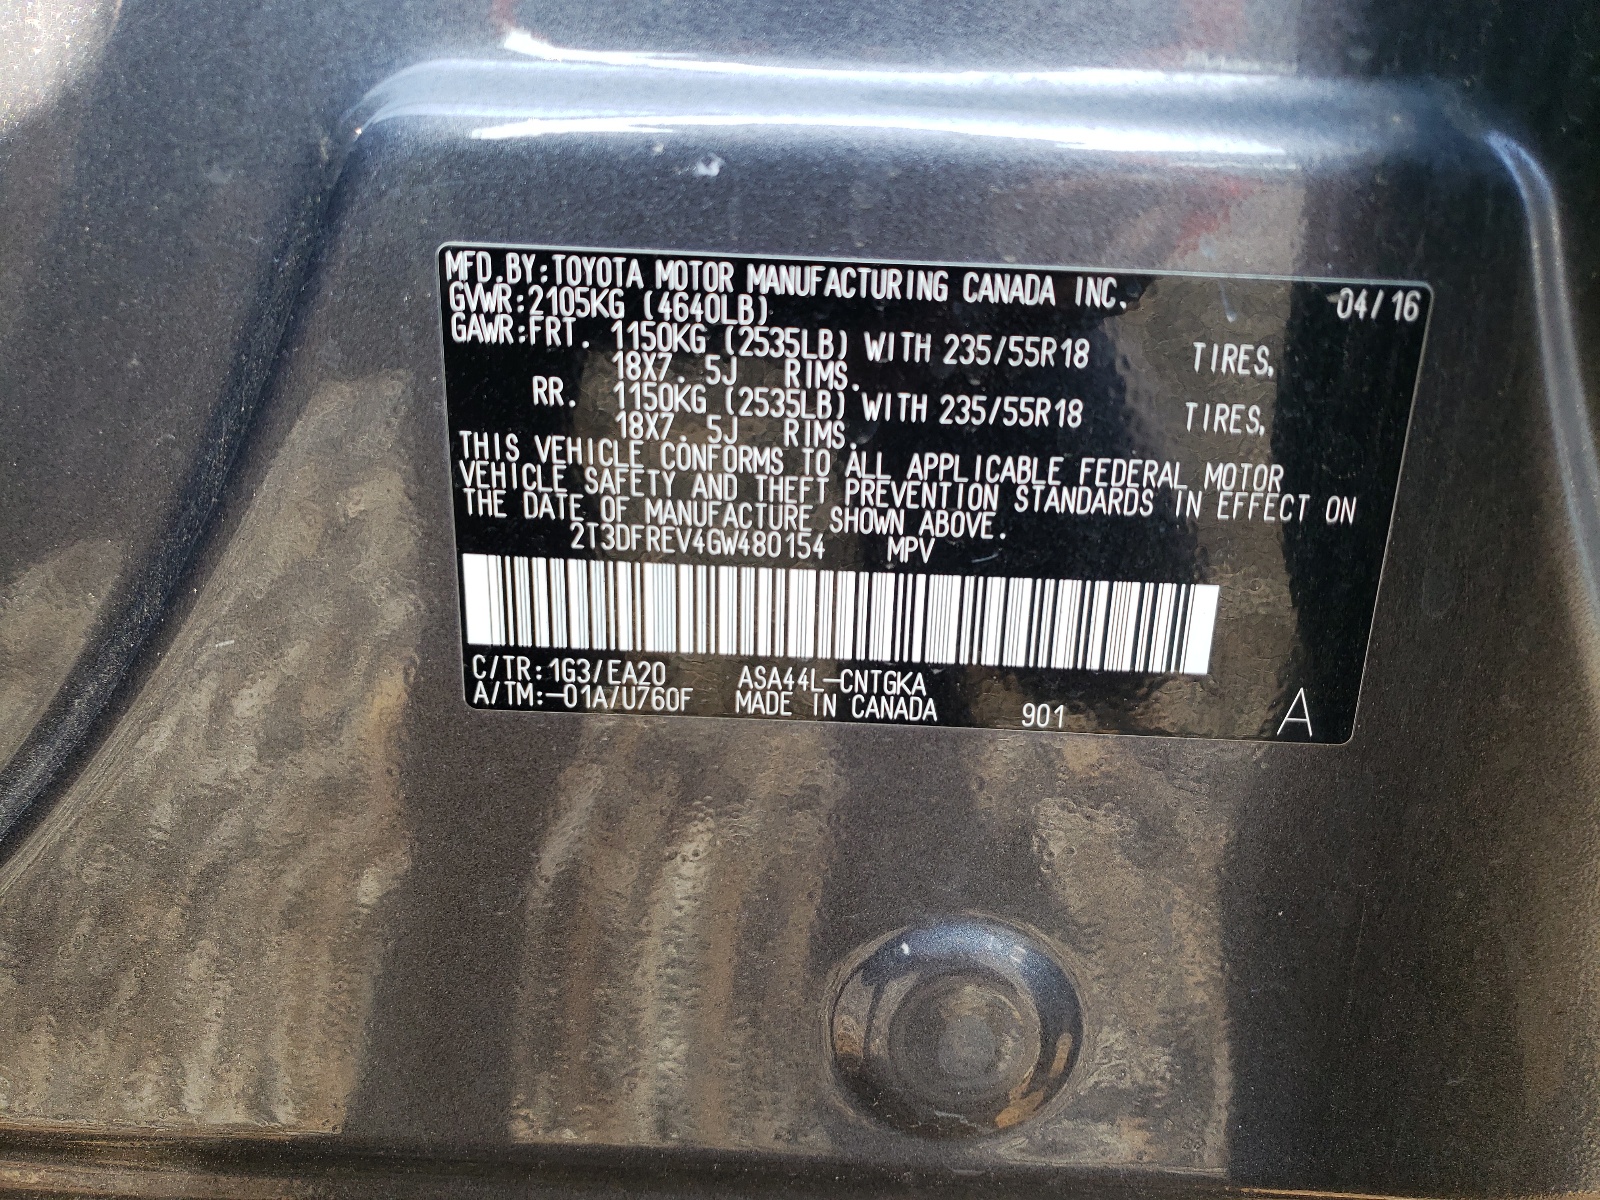 MFD.BY:TOYOTA MOTOR MANUFACTURING CANADA INC. 04/16
GVWR:2105KG (4640LB)
GAWR:FRT. 1150KG (2535LB) WITH 235/55R18 TIRES,
18X7.5J RIMS.
RR. 1150KG (2535LB) WITH 235/55R18 TIRES,
18X7.5J RIMS.
THIS VEHICLE CONFORMS TO ALL APPLICABLE FEDERAL MOTOR
VEHICLE SAFETY AND THEFT PREVENTION STANDARDS IN EFFECT ON
THE DATE OF MANUFACTURE SHOWN ABOVE.
2T3DFREV4GW480154 MPV
C/TR:1G3/EA20 ASA44L-CNTGKA
A/TM:-01A/U760F MADE IN CANADA 901 A